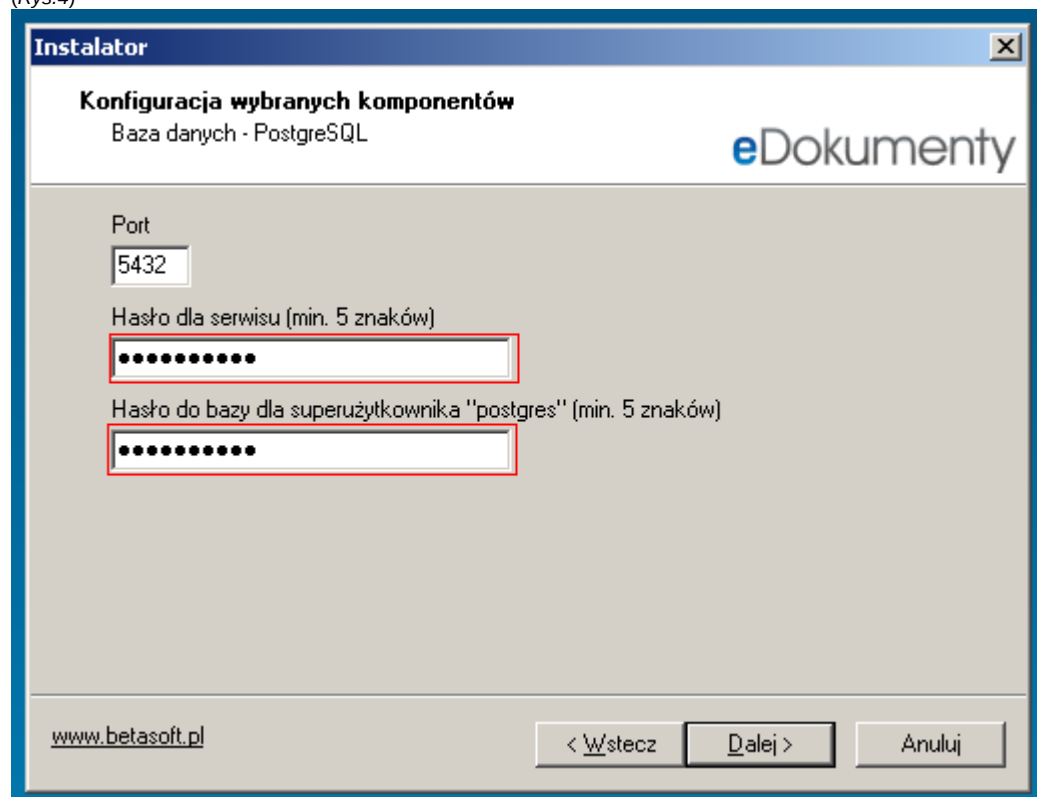 (Rys.4)
Instalator
Konfiguracja wybranych komponentów
Baza danych - PostgreSQL
eDokumenty
Port
5432
Hasło dla serwisu (min. 5 znaków)
••••••••••
Hasło do bazy dla superużytkownika "postgres" (min. 5 znaków)
••••••••••
www.betasoft.pl
< Wstecz
Dalej >
Anuluj